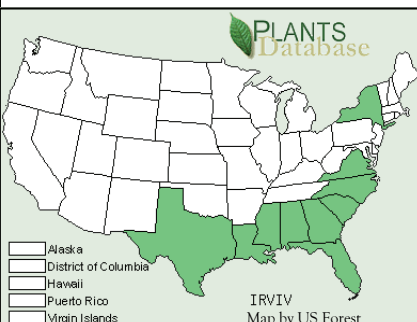 PLANTS
Database
Alaska
District of Columbia
Hawaii
Puerto Rico
Virgin Islands
IRVIV
Map by US Forest